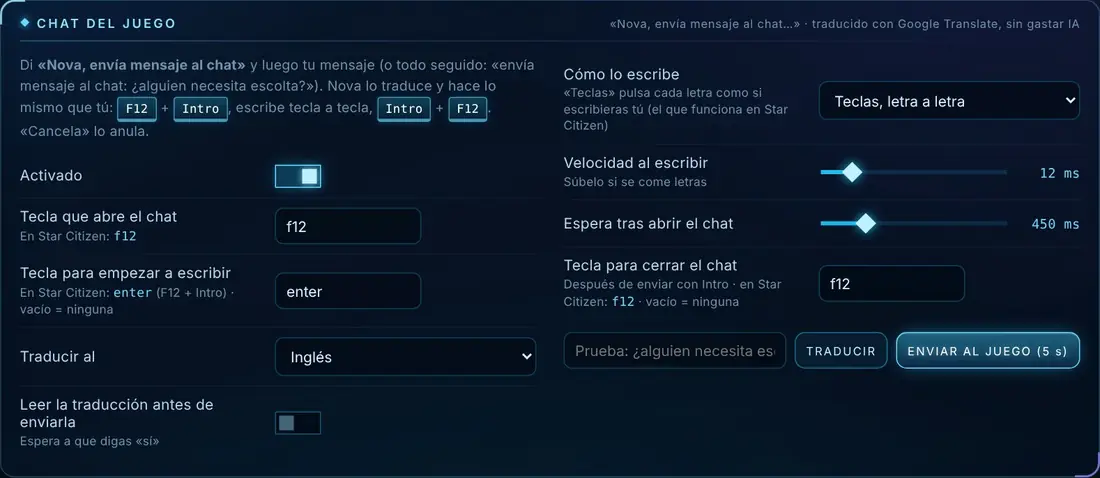 CHAT DEL JUEGO
«Nova, envía mensaje al chat…» · traducido con Google Translate, sin gastar IA
Di «Nova, envía mensaje al chat» y luego tu mensaje (o todo seguido: «envía
mensaje al chat: ¿alguien necesita escolta?»). Nova lo traduce y hace lo
mismo que tú: F12 + Intro, escribe tecla a tecla, Intro + F12.
«Cancela» lo anula.
Activado
Tecla que abre el chat
En Star Citizen: f12
f12
Tecla para empezar a escribir
En Star Citizen: enter (F12 + Intro) ·
vacío = ninguna
enter
Traducir al
Inglés
Leer la traducción antes de
enviarla
Espera a que digas «sí»
Cómo lo escribe
«Teclas» pulsa cada letra como si
escribieras tú (el que funciona en Star
Citizen)
Teclas, letra a letra
Velocidad al escribir
Súbelo si se come letras
12 ms
Espera tras abrir el chat
450 ms
Tecla para cerrar el chat
Después de enviar con Intro · en Star
Citizen: f12 · vacío = ninguna
f12
Prueba: ¿alguien necesita es
TRADUCIR
ENVIAR AL JUEGO (5 s)